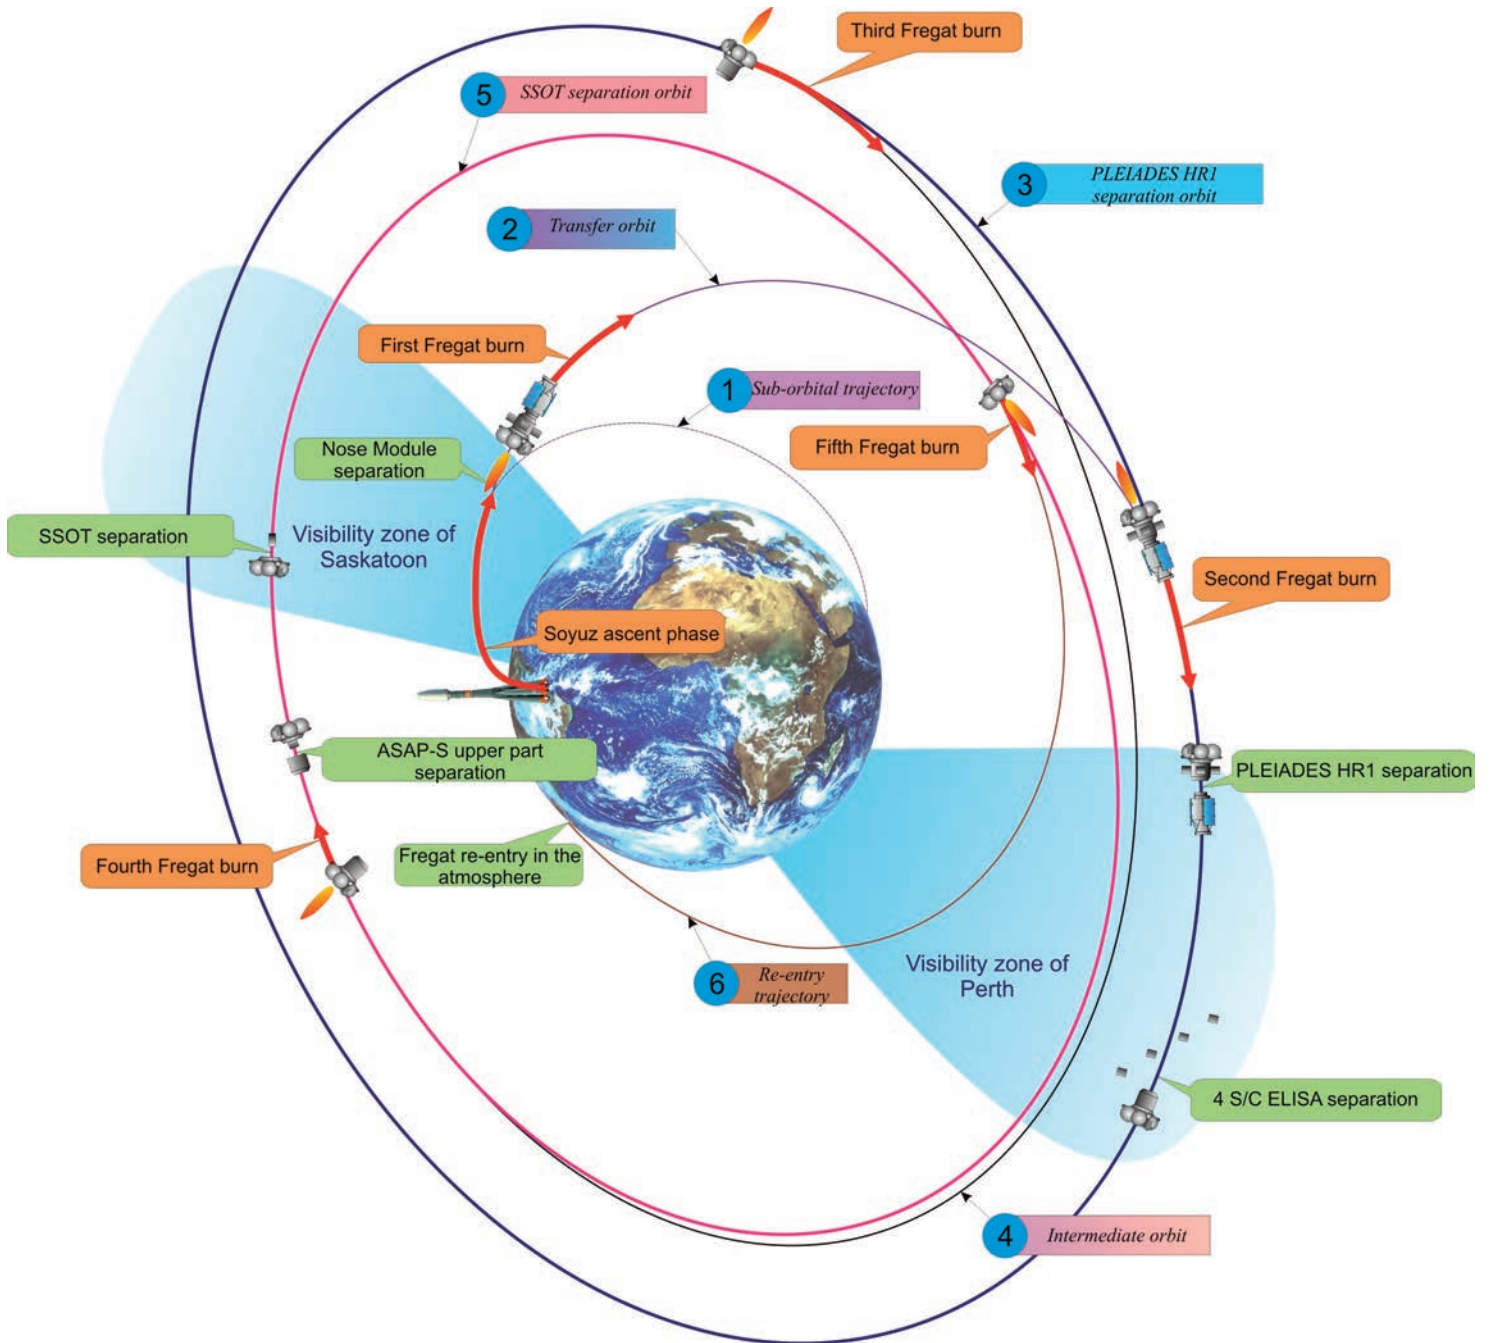 Third Fregat burn
5
SSOT separation orbit
3
PLEIADES HR1
separation orbit
2
Transfer orbit
First Fregat burn
1
Sub-orbital trajectory
Fifth Fregat burn
Nose Module
separation
SSOT separation
Visibility zone of
Saskatoon
Second Fregat burn
Soyuz ascent phase
ASAP-S upper part
separation
PLEIADES HR1 separation
Fourth Fregat burn
Fregat re-entry in the
atmosphere
6
Re-entry
trajectory
Visibility zone of
Perth
4 S/C ELISA separation
4
Intermediate orbit